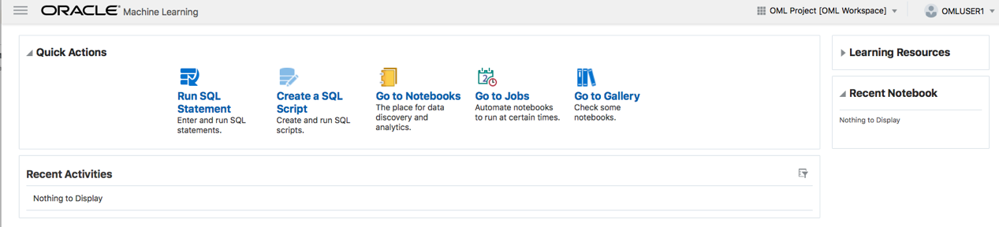 ORACLE® Machine Learning
OML Project [OML Workspace]
OMLUSER1
Quick Actions
Run SQL
Statement
Enter and run SQL
statements.
Create a SQL
Script
Create and run SQL
scripts.
Go to Notebooks
The place for data
discovery and
analytics.
Go to Jobs
Automate notebooks
to run at certain times.
Go to Gallery
Check some
notebooks.
Learning Resources
Recent Notebook
Nothing to Display
Recent Activities
Nothing to Display